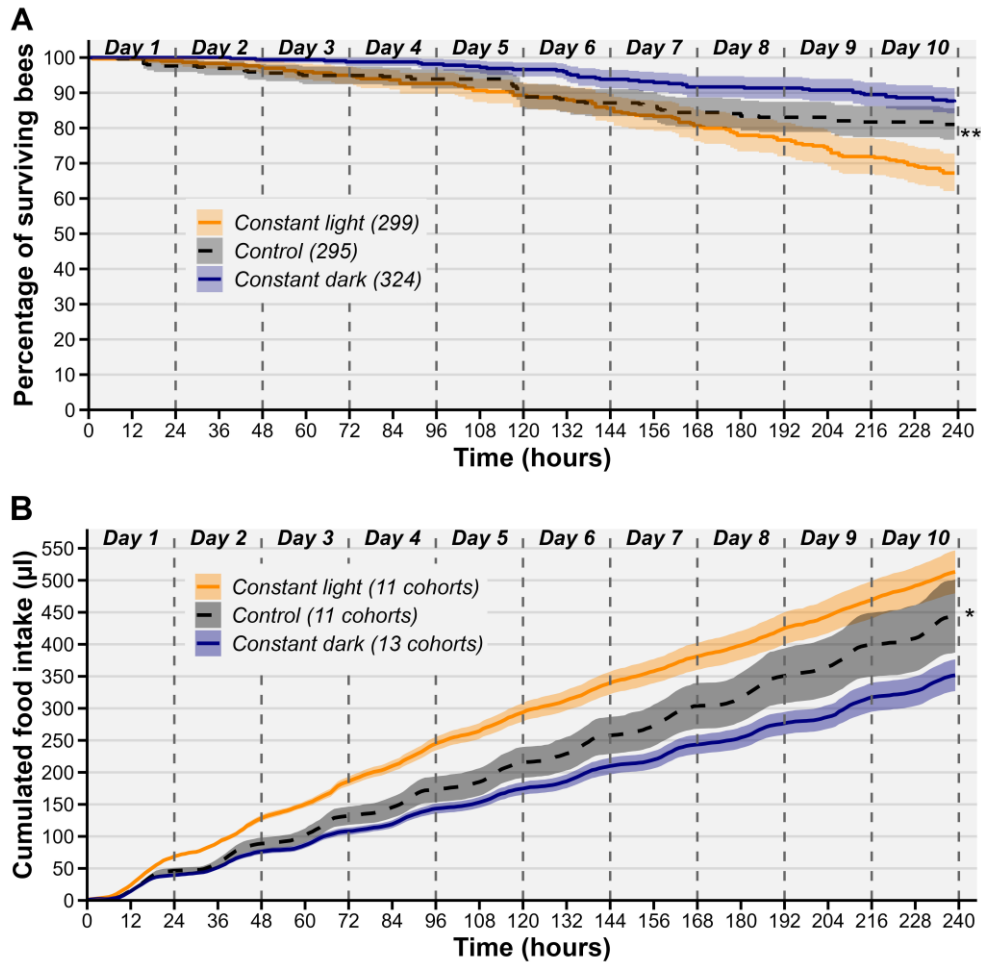 A
Day 1 Day 2 Day 3 Day 4 Day 5 Day 6 Day 7 Day 8 Day 9 Day 10
100
90
80
70
60
50
40
30
20
10
0
Percentage of surviving bees
**
Constant light (299)
Control (295)
Constant dark (324)
0 12 24 36 48 60 72 84 96 108 120 132 144 156 168 180 192 204 216 228 240
Time (hours)
B
Day 1 Day 2 Day 3 Day 4 Day 5 Day 6 Day 7 Day 8 Day 9 Day 10
550
500
450
400
350
300
250
200
150
100
50
0
Cumulated food intake (µl)
*
Constant light (11 cohorts)
Control (11 cohorts)
Constant dark (13 cohorts)
0 12 24 36 48 60 72 84 96 108 120 132 144 156 168 180 192 204 216 228 240
Time (hours)